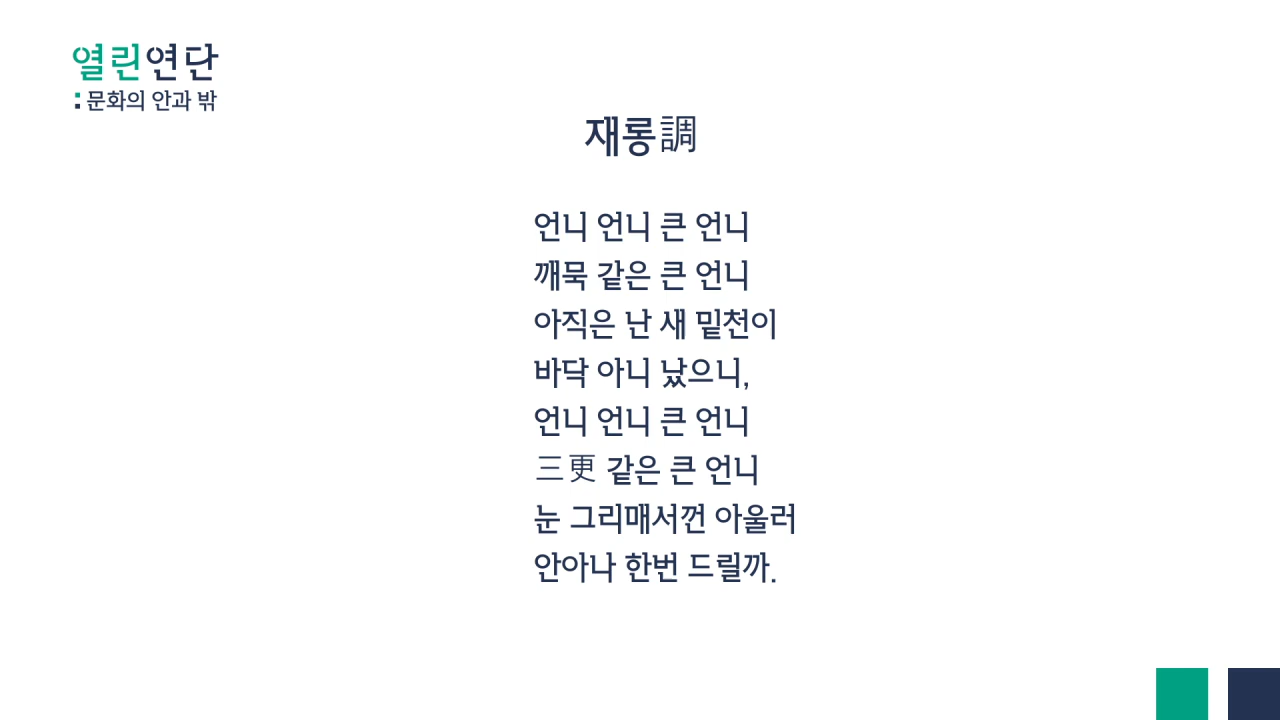 열린연단
:문화의 안과 밖
재롱調
언니 언니 큰 언니
깨묵 같은 큰 언니
아직은 난 새 밑천이
바닥 아니 났으니,
언니 언니 큰 언니
三更 같은 큰 언니
눈 그리매서껀 아울러
안아나 한번 드릴까.